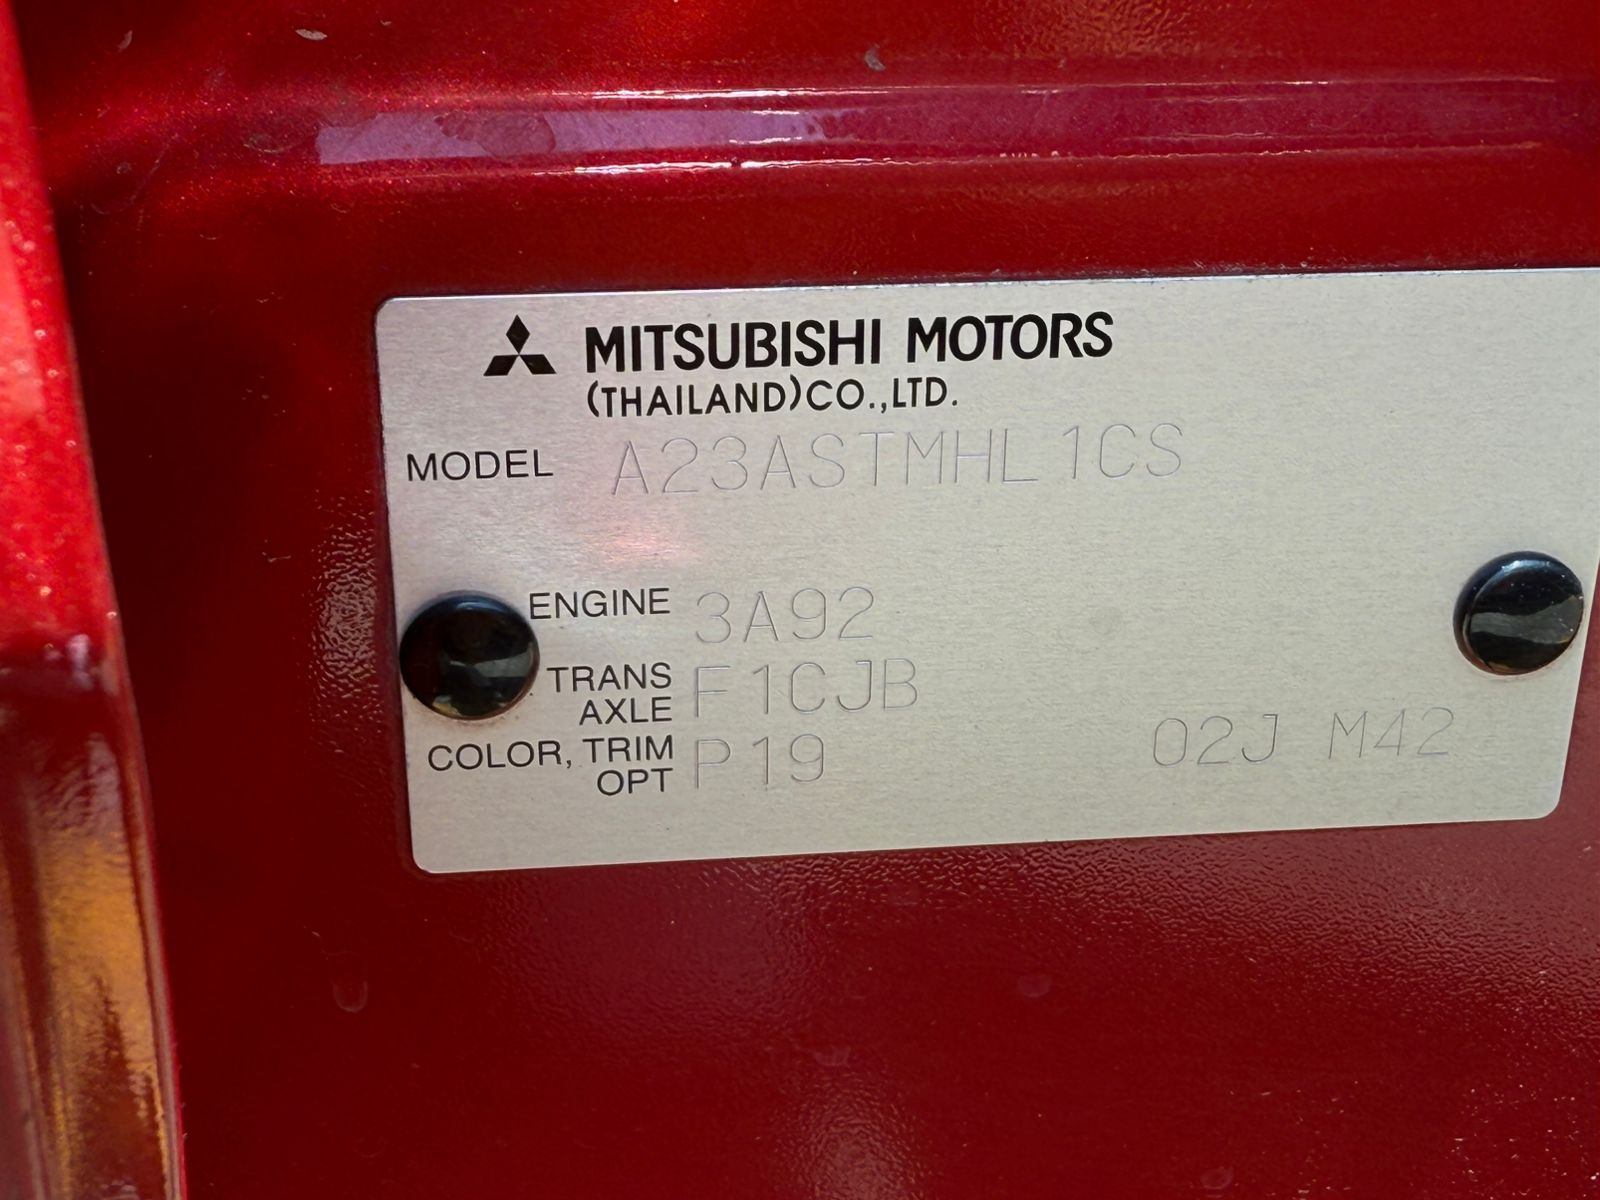 MITSUBISHI MOTORS
(THAILAND)CO.,LTD.
MODEL A23ASTMHL1CS
ENGINE 3A92
TRANS AXLE F1CJB
COLOR, TRIM OPT P19 02J M42